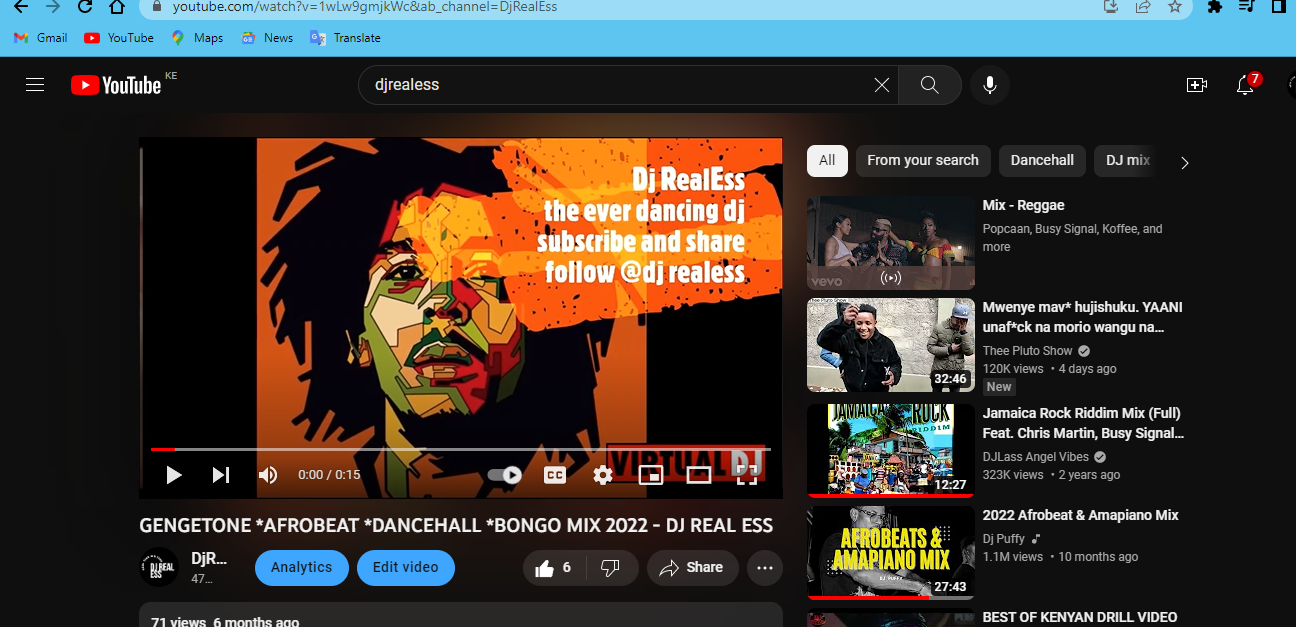 youtube.com/watch?v=1wLw9gmjkWc&ab_channel=DjRealEss
Gmail YouTube Maps News Translate
YouTube KE
djrealess
7
Dj RealEss
the ever dancing dj
subscribe and share
follow @dj realess
VIRTUAL DJ
0:00 / 0:15
CC
GENGETONE *AFROBEAT *DANCEHALL *BONGO MIX 2022 - DJ REAL ESS
DJ REAL
ESS
DjR...
47...
Analytics
Edit video
6
Share
71 views 6 months ago
All
From your search
Dancehall
DJ mix
vevo
Mix - Reggae
Popcaan, Busy Signal, Koffee, and
more
Thee Pluto Show
32:46
Mwenye mav* hujishuku. YAANI
unaf*ck na morio wangu na...
Thee Pluto Show
120K views • 4 days ago
New
JAMAICA ROCK
RIDDIM
12:27
Jamaica Rock Riddim Mix (Full)
Feat. Chris Martin, Busy Signal...
DJLass Angel Vibes
323K views • 2 years ago
AFROBEATS &
AMAPIANO MIX
DJ PUFFY
27:43
2022 Afrobeat & Amapiano Mix
Dj Puffy
1.1M views • 10 months ago
BEST OF KENYAN DRILL VIDEO